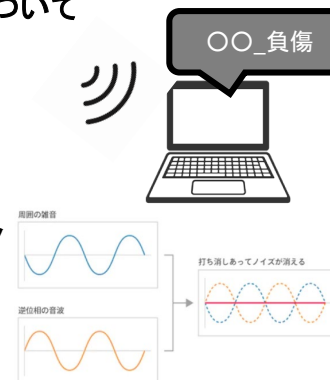 ついて
〇〇_負傷
周囲の雑音
打ち消しあってノイズが消える
逆位相の音波